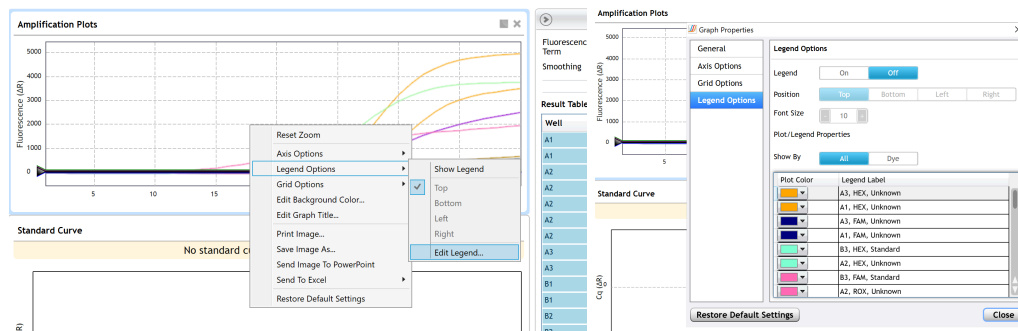 Amplification Plots
5000
4000
3000
2000
1000
0
Fluorescence (ΔR)
5
10
15
Reset Zoom
Axis Options
Legend Options
Grid Options
Edit Background Color...
Edit Graph Title...
Print Image...
Save Image As...
Send Image To PowerPoint
Send To Excel
Restore Default Settings
Show Legend
Top
Bottom
Left
Right
Edit Legend...
Standard Curve
No standard c
R)
Fluorescenc
Term
Smoothing
Result Table
Well
A1
A1
A2
A2
A2
A2
A3
A3
B1
B1
B2
Amplification Plots
5000
4000
3000
2000
1000
0
Fluorescence (ΔR)
5
Standard Curve
Cq (ΔR)
0
Graph Properties
General
Axis Options
Grid Options
Legend Options
Legend Options
Legend On Off
Position Top Bottom Left Right
Font Size - 10 +
Plot/Legend Properties
Show By All Dye
Plot Color Legend Label
A3, HEX, Unknown
A1, HEX, Unknown
A3, FAM, Unknown
A1, FAM, Unknown
B3, HEX, Standard
A2, HEX, Unknown
B3, FAM, Standard
A2, ROX, Unknown
Restore Default Settings
Close